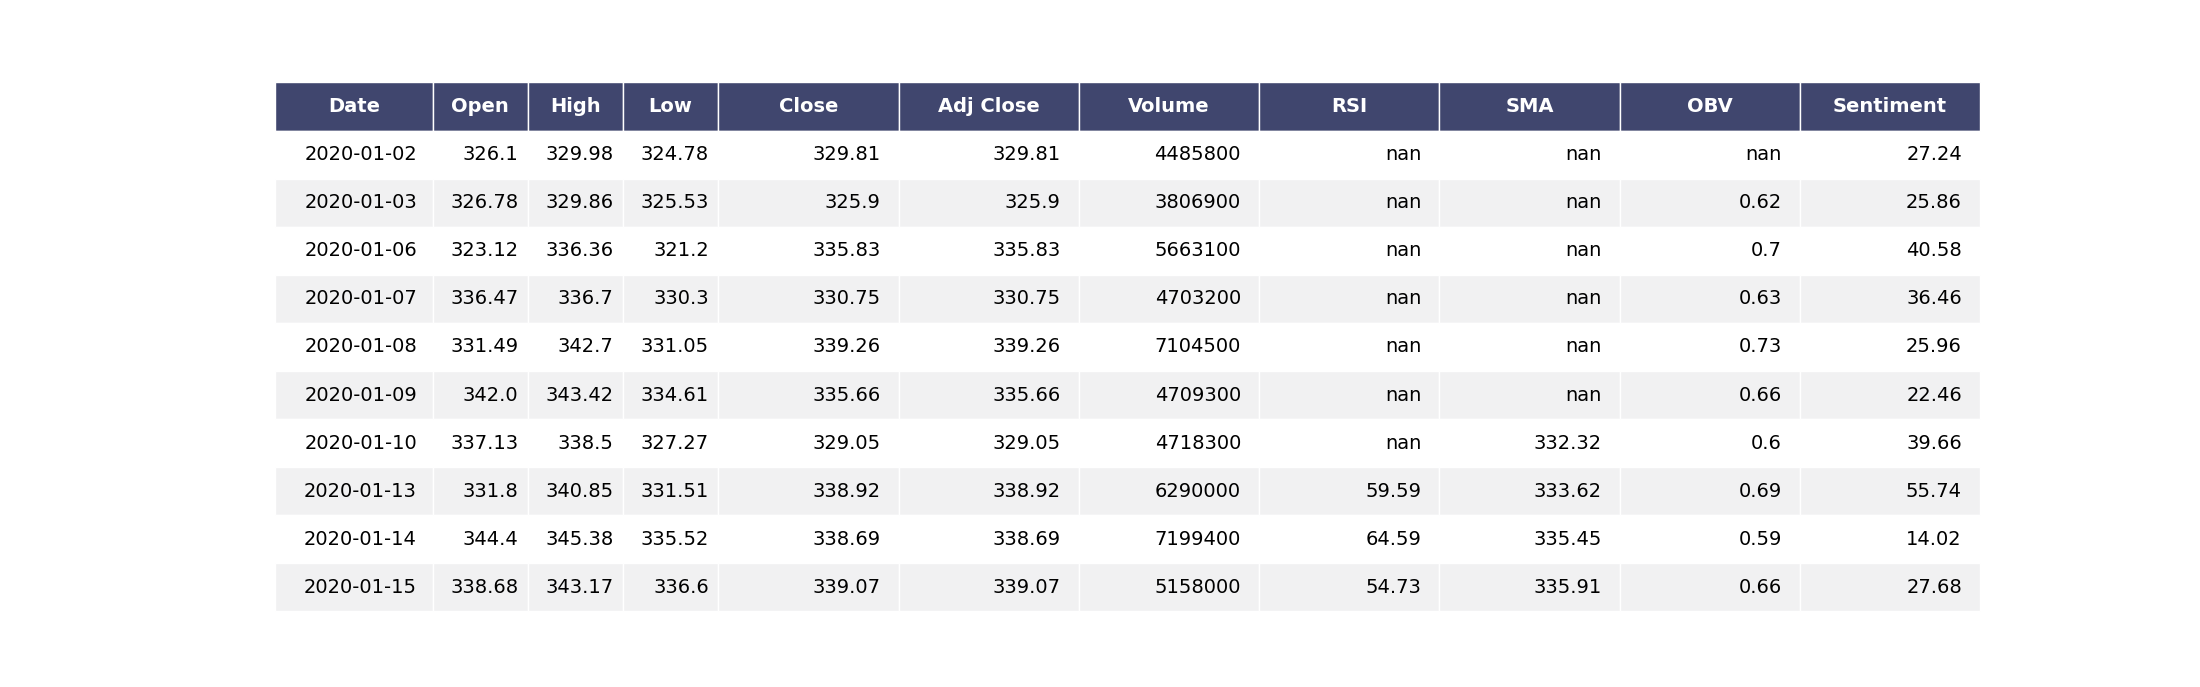 Date Open High Low Close Adj Close Volume RSI SMA OBV Sentiment
2020-01-02 326.1 329.98 324.78 329.81 329.81 4485800 nan nan nan 27.24
2020-01-03 326.78 329.86 325.53 325.9 325.9 3806900 nan nan 0.62 25.86
2020-01-06 323.12 336.36 321.2 335.83 335.83 5663100 nan nan 0.7 40.58
2020-01-07 336.47 336.7 330.3 330.75 330.75 4703200 nan nan 0.63 36.46
2020-01-08 331.49 342.7 331.05 339.26 339.26 7104500 nan nan 0.73 25.96
2020-01-09 342.0 343.42 334.61 335.66 335.66 4709300 nan nan 0.66 22.46
2020-01-10 337.13 338.5 327.27 329.05 329.05 4718300 nan 332.32 0.6 39.66
2020-01-13 331.8 340.85 331.51 338.92 338.92 6290000 59.59 333.62 0.69 55.74
2020-01-14 344.4 345.38 335.52 338.69 338.69 7199400 64.59 335.45 0.59 14.02
2020-01-15 338.68 343.17 336.6 339.07 339.07 5158000 54.73 335.91 0.66 27.68